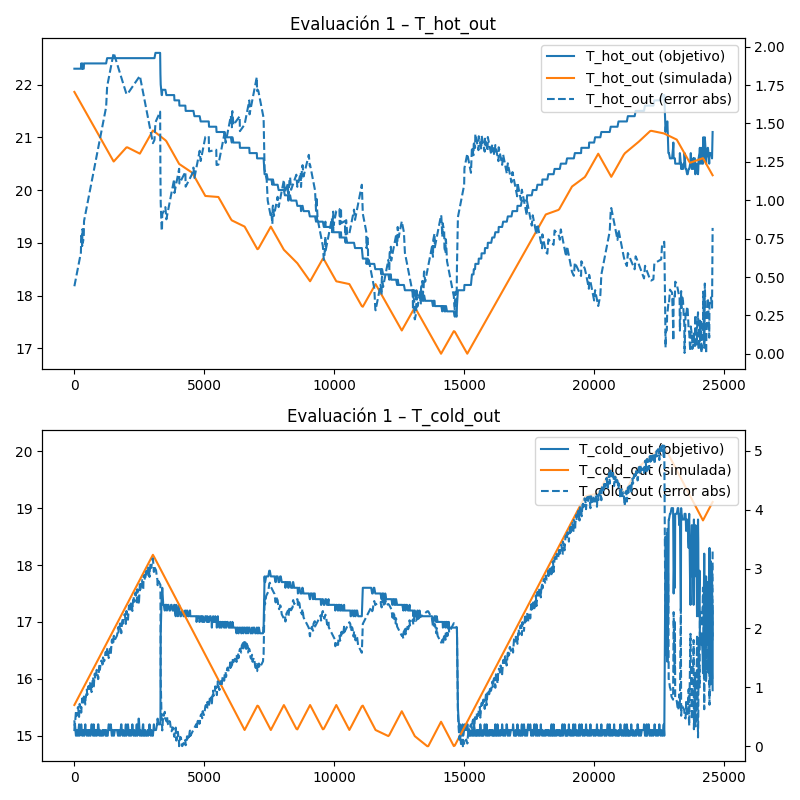 Evaluación 1 – T_hot_out
T_hot_out (objetivo)
T_hot_out (simulada)
T_hot_out (error abs)
22
21
20
19
18
17
2.00
1.75
1.50
1.25
1.00
0.75
0.50
0.25
0.00
0 5000 10000 15000 20000 25000
Evaluación 1 – T_cold_out
T_cold_out (objetivo)
T_cold_out (simulada)
T_cold_out (error abs)
20
19
18
17
16
15
5
4
3
2
1
0
0 5000 10000 15000 20000 25000